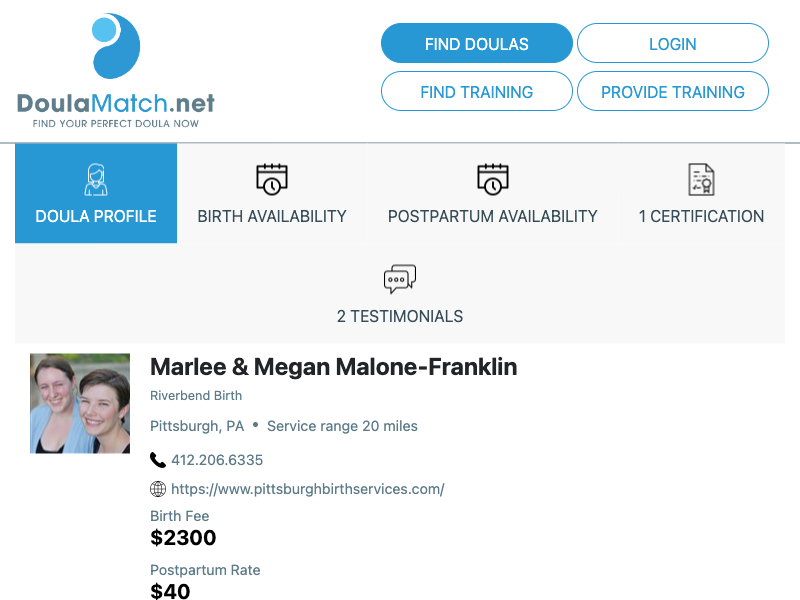 DoulaMatch.net
FIND YOUR PERFECT DOULA NOW
FIND DOULAS
LOGIN
FIND TRAINING
PROVIDE TRAINING
DOULA PROFILE
BIRTH AVAILABILITY
POSTPARTUM AVAILABILITY
1 CERTIFICATION
2 TESTIMONIALS
Marlee & Megan Malone-Franklin
Riverbend Birth
Pittsburgh, PA • Service range 20 miles
412.206.6335
https://www.pittsburghbirthservices.com/
Birth Fee
$2300
Postpartum Rate
$40